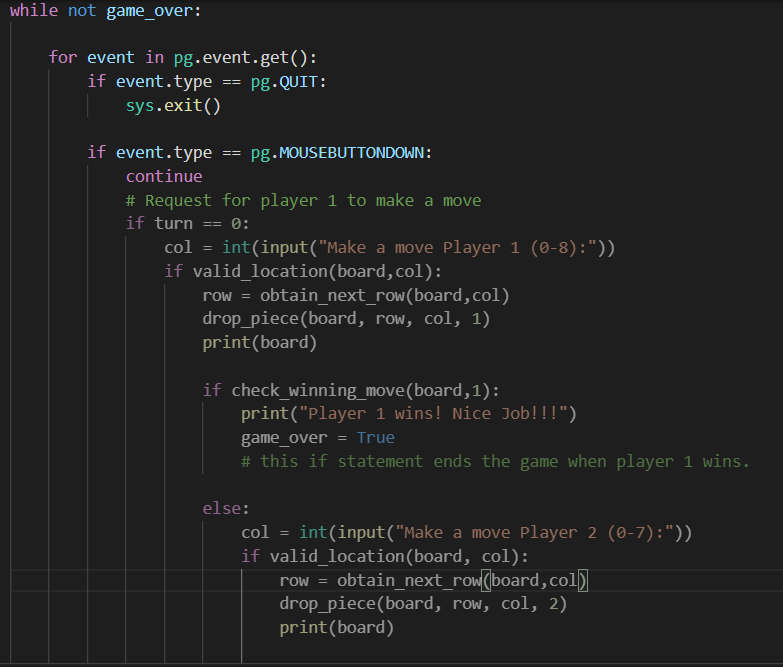 while not game_over:
for event in pg.event.get():
if event.type == pg.QUIT:
sys.exit()
if event.type == pg.MOUSEBUTTONDOWN:
continue
# Request for player 1 to make a move
if turn == 0:
col = int(input("Make a move Player 1 (0-8):"))
if valid_location(board,col):
row = obtain_next_row(board,col)
drop_piece(board, row, col, 1)
print(board)
if check_winning_move(board,1):
print("Player 1 wins! Nice Job!!!")
game_over = True
# this if statement ends the game when player 1 wins.
else:
col = int(input("Make a move Player 2 (0-7):"))
if valid_location(board, col):
row = obtain_next_row(board,col)
drop_piece(board, row, col, 2)
print(board)